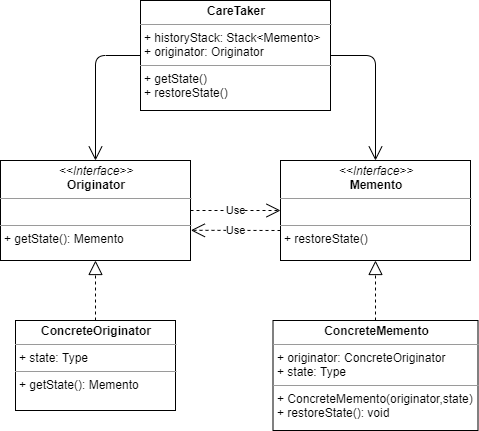 CareTaker
+ historyStack: Stack<Memento>
+ originator: Originator
+ getState()
+ restoreState()
<<Interface>>
Originator
+ getState(): Memento
<<Interface>>
Memento
+ restoreState()
Use
Use
ConcreteOriginator
+ state: Type
+ getState(): Memento
ConcreteMemento
+ originator: ConcreteOriginator
+ state: Type
+ ConcreteMemento(originator,state)
+ restoreState(): void